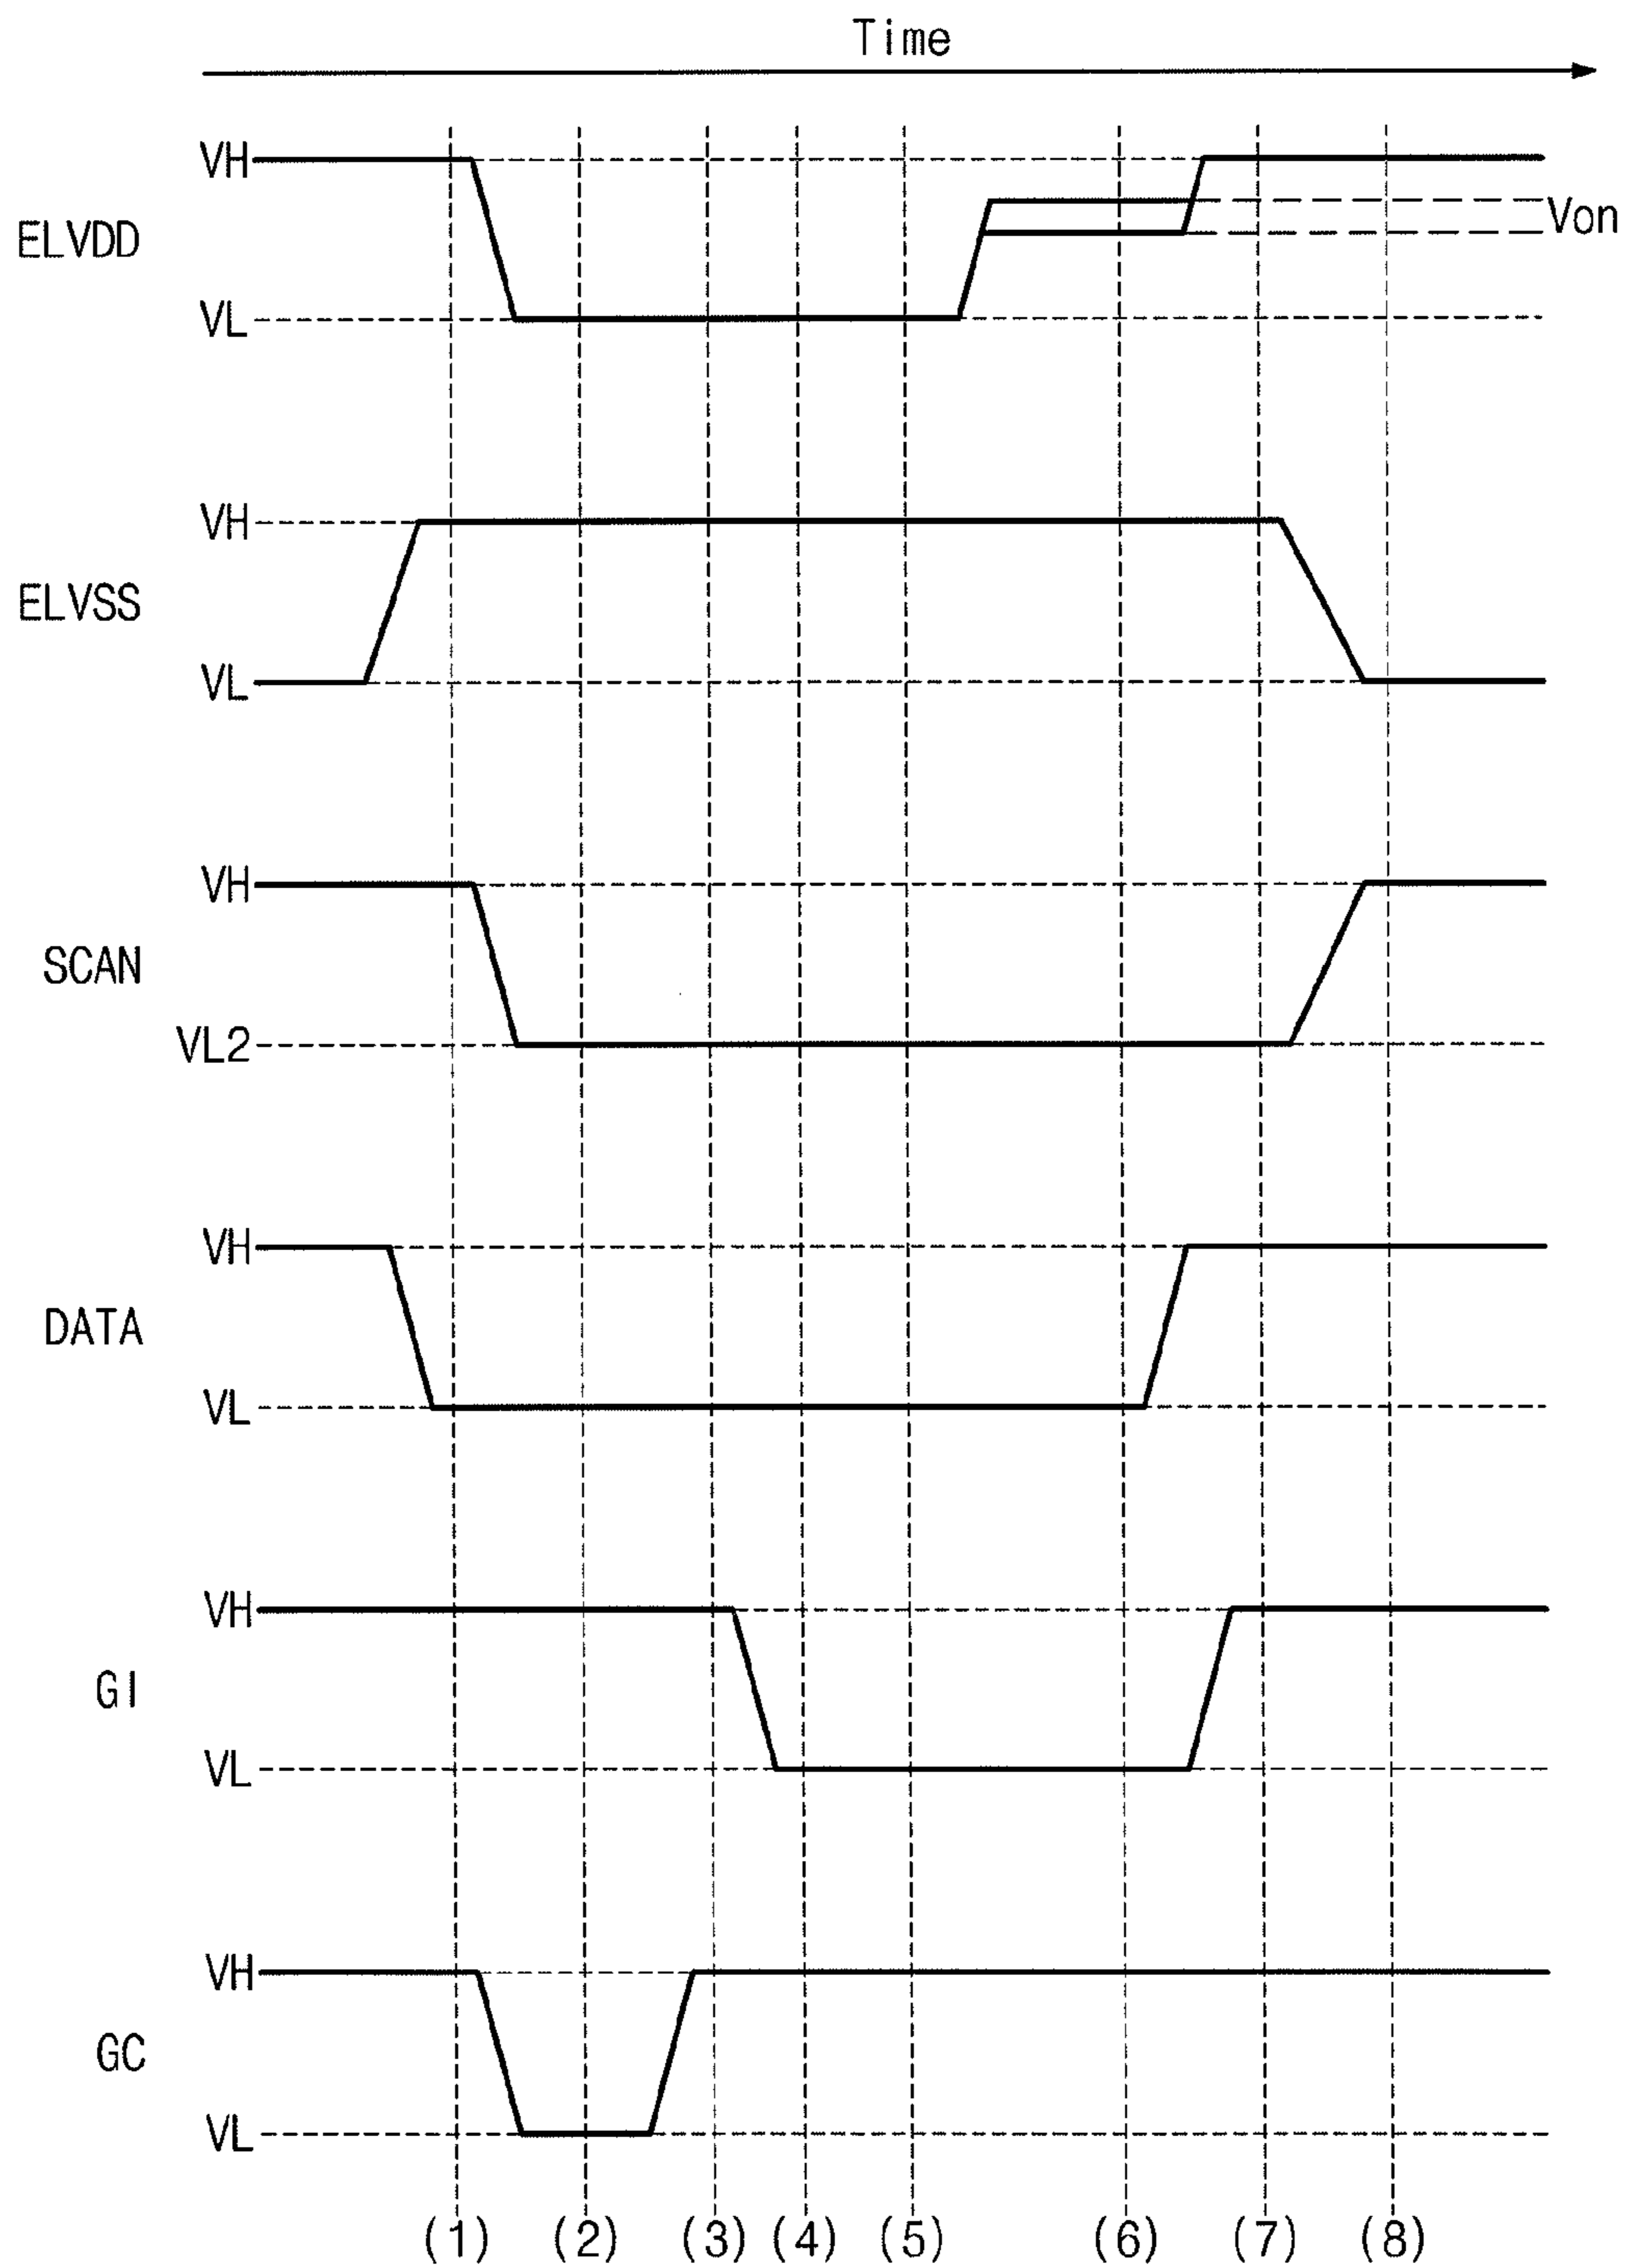 Time
VH
ELVDD
Von
VL
VH
ELVSS
VL
VH
SCAN
VL2
VH
DATA
VL
VH
GI
VL
VH
GC
VL
(1) (2) (3) (4) (5) (6) (7) (8)